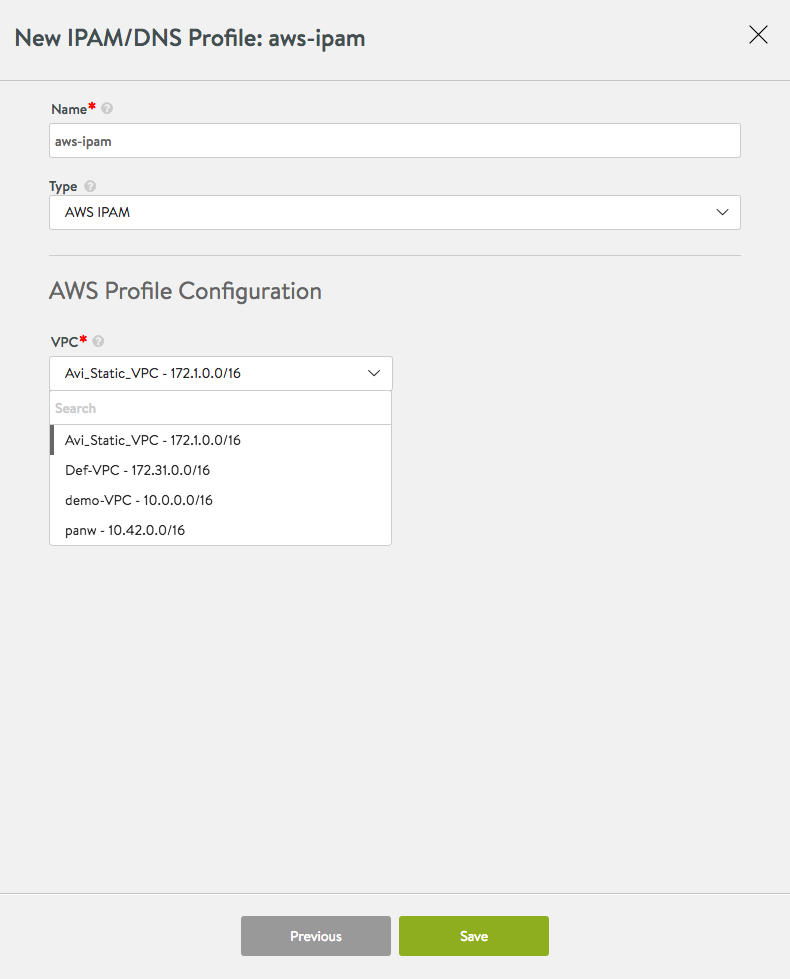 New IPAM/DNS Profile: aws-ipam
Name*
aws-ipam
Type
AWS IPAM
AWS Profile Configuration
VPC*
Avi_Static_VPC - 172.1.0.0/16
Search
Avi_Static_VPC - 172.1.0.0/16
Def-VPC - 172.31.0.0/16
demo-VPC - 10.0.0.0/16
panw - 10.42.0.0/16
Previous
Save